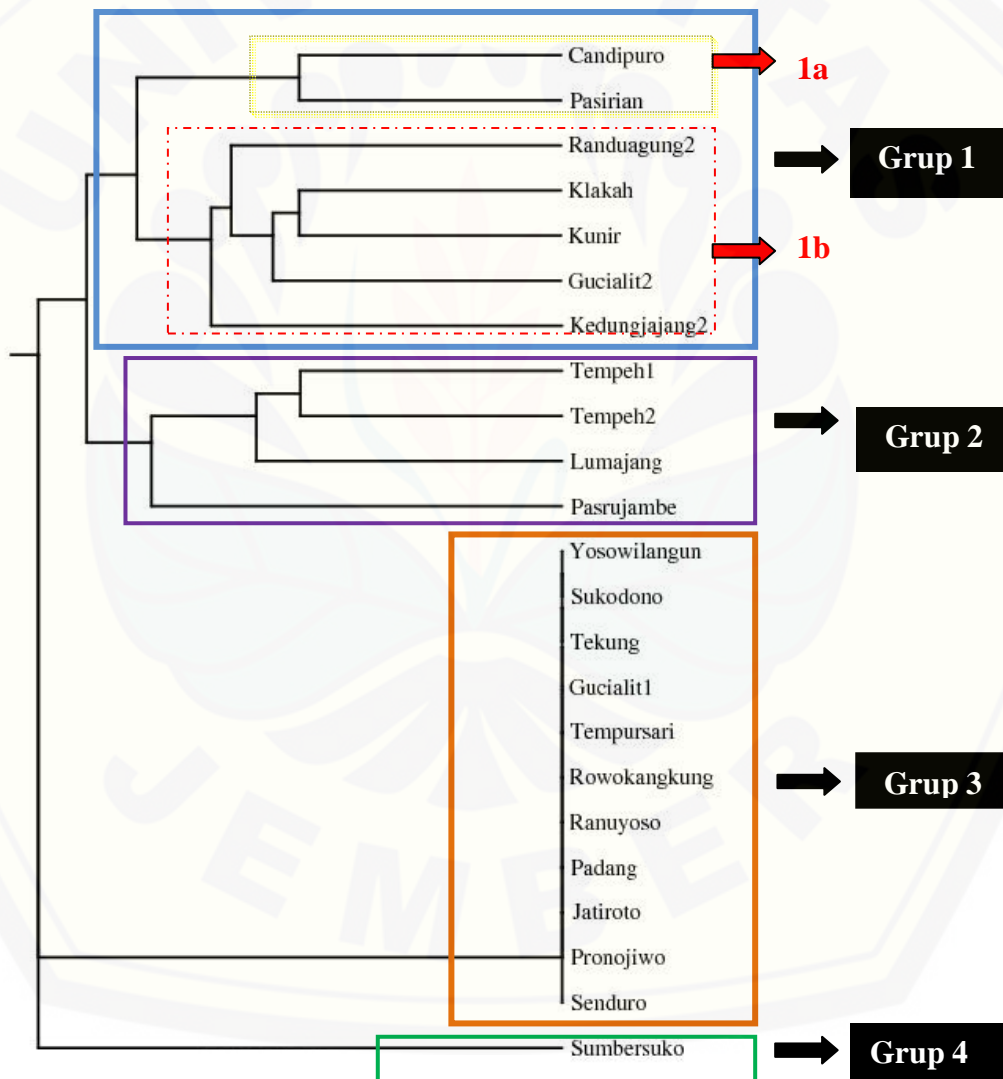 Candipuro
1a
Pasirian
Randuagung2
Grup 1
Klakah
Kunir
1b
Gucialit2
Kedungjajang2
Tempeh1
Tempeh2
Grup 2
Lumajang
Pasrujambe
Yosowilangun
Sukodono
Tekung
Gucialit1
Tempursari
Rowokangkung
Grup 3
Ranuyoso
Padang
Jatiroto
Pronojiwo
Senduro
Sumbersuko
Grup 4
JEMBER